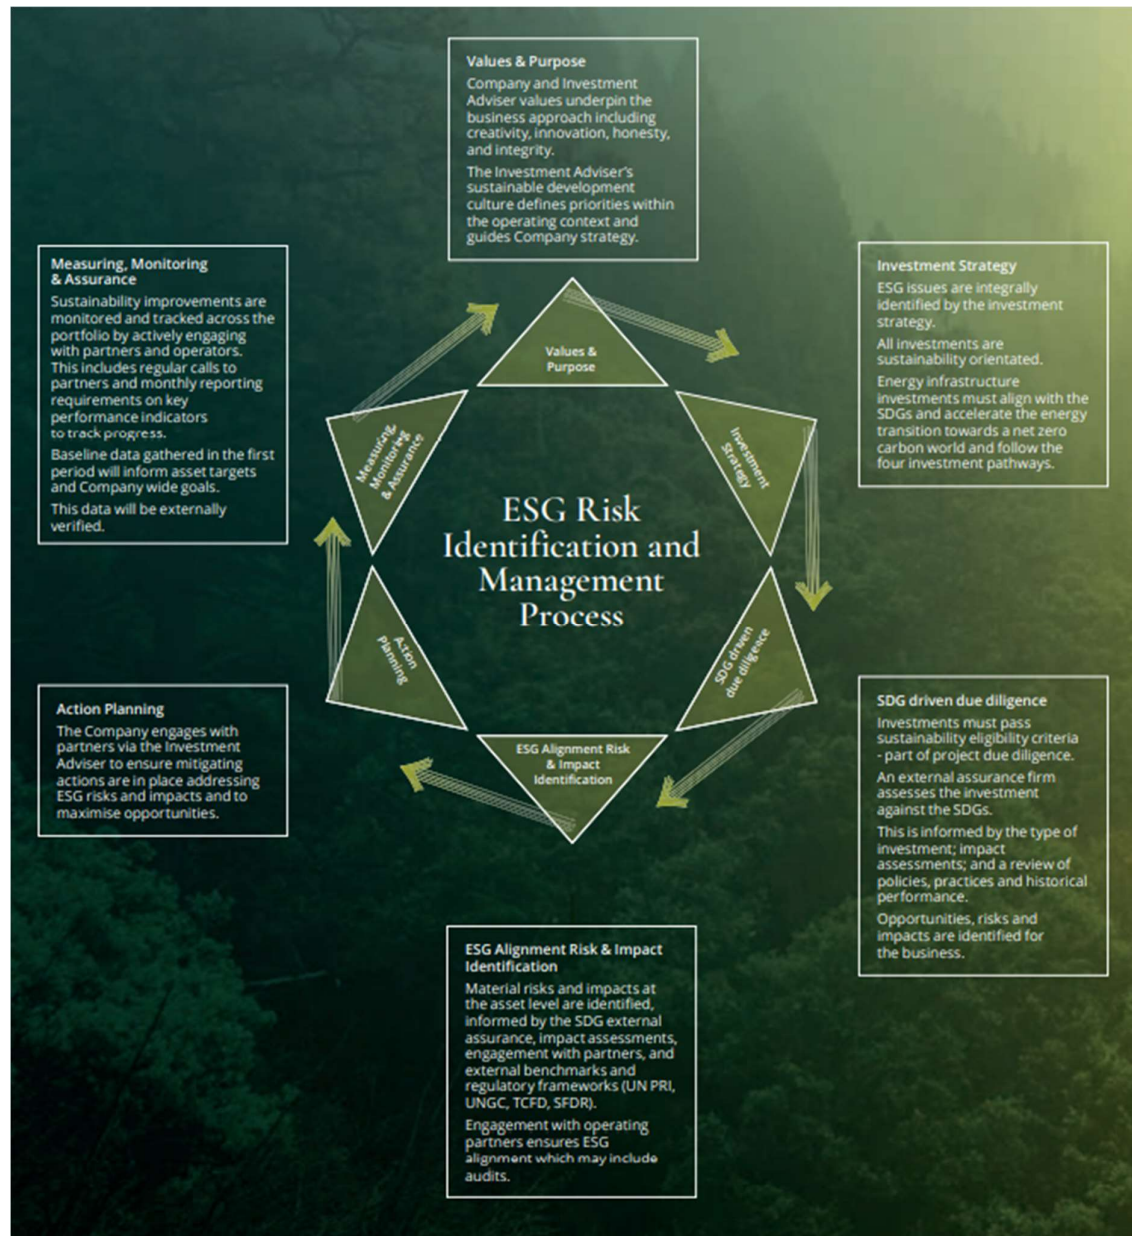 Values & Purpose
Company and Investment
Adviser values underpin the
business approach including
creativity, innovation, honesty,
and integrity.
The Investment Adviser's
sustainable development
culture defines priorities within
the operating context and
guides Company strategy.
Measuring, Monitoring
& Assurance
Sustainability improvements are
monitored and tracked across the
portfolio by actively engaging
with partners and operators.
This includes regular calls to
partners and monthly reporting
requirements on key
performance indicators
to track progress.
Baseline data gathered in the first
period will inform asset targets
and Company wide goals.
This data will be externally
verified.
Investment Strategy
ESG issues are integrally
identified by the investment
strategy.
All investments are
sustainability orientated.
Energy infrastructure
investments must align with the
SDGs and accelerate the energy
transition towards a net zero
carbon world and follow the
four investment pathways.
Values &
Purpose
Investment
Strategy
SDG driven
due diligence
ESG Alignment Risk
& Impact
Identification
Action
Planning
Measuring,
Monitoring
& Assurance
ESG Risk
Identification and
Management
Process
Action Planning
The Company engages with
partners via the Investment
Adviser to ensure mitigating
actions are in place addressing
ESG risks and impacts and to
maximise opportunities.
SDG driven due diligence
Investments must pass
sustainability eligibility criteria
- part of project due diligence.
An external assurance firm
assesses the investment
against the SDGs.
This is informed by the type of
investment; impact
assessments; and a review of
policies, practices and historical
performance.
Opportunities, risks and
impacts are identified for
the business.
ESG Alignment Risk & Impact
Identification
Material risks and impacts at
the asset level are identified,
informed by the SDG external
assurance, impact assessments,
engagement with partners, and
external benchmarks and
regulatory frameworks (UN PRI,
UNGC, TCFD, SFDR).
Engagement with operating
partners ensures ESG
alignment which may include
audits.